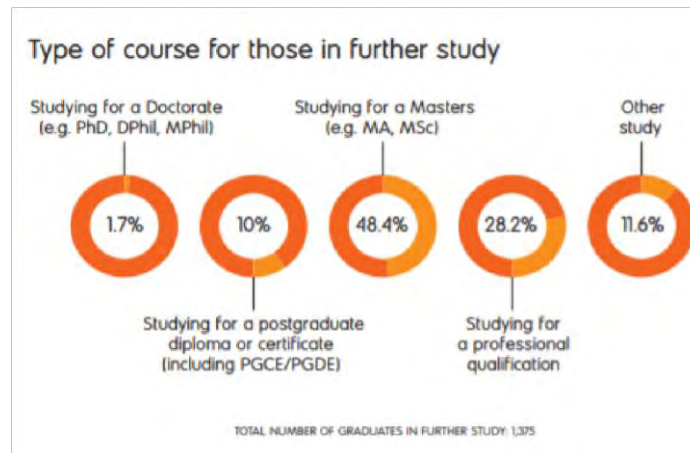 Type of course for those in further study
Studying for a Doctorate
(e.g. PhD, DPhil, MPhil)
Studying for a Masters
(e.g. MA, MSc)
Other
study
1.7%
10%
48.4%
28.2%
11.6%
Studying for a postgraduate
diploma or certificate
(including PGCE/PGDE)
Studying for
a professional
qualification
TOTAL NUMBER OF GRADUATES IN FURTHER STUDY: 1,375